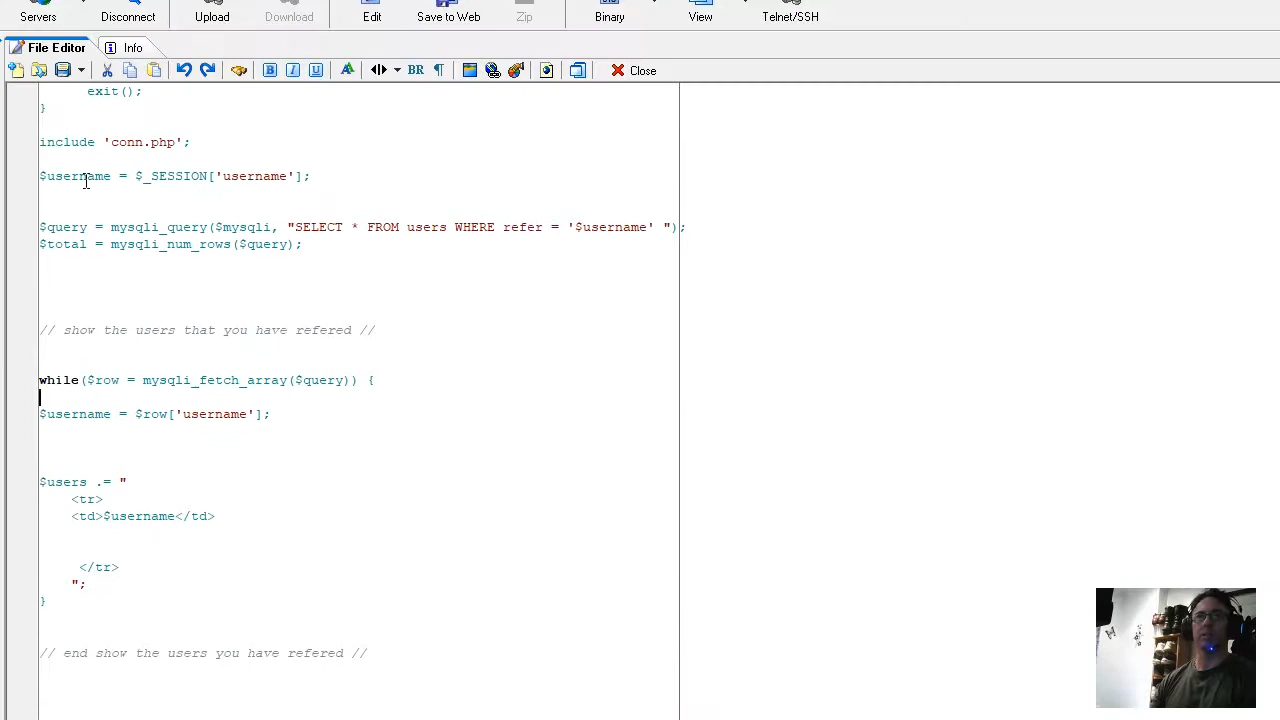 Servers Disconnect Upload Download Edit Save to Web Zip Binary View Telnet/SSH
File Editor Info
B I U A BR ¶ Close
exit();
}
include 'conn.php';
$username = $_SESSION['username'];
$query = mysqli_query($mysqli, "SELECT * FROM users WHERE refer = '$username' ");
$total = mysqli_num_rows($query);
// show the users that you have refered //
while($row = mysqli_fetch_array($query)) {
$username = $row['username'];
$users .= "
<tr>
<td>$username</td>
</tr>
";
}
// end show the users you have refered //